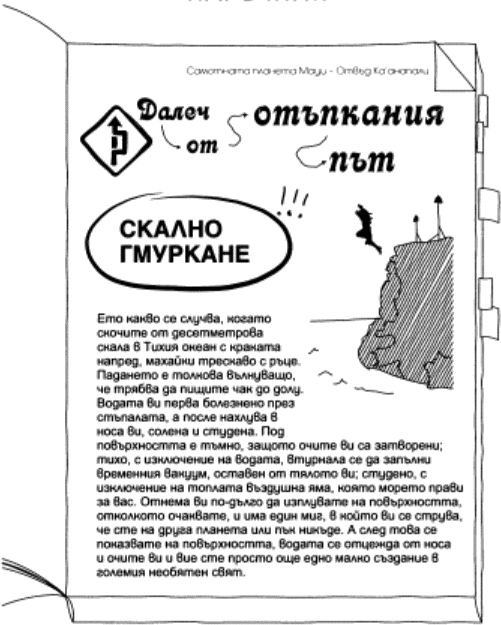 Самотната планета Мауи - Отвъд Ка'анапали
Далеч
от
отъпкания
път
!!!
СКАЛНО
ГМУРКАНЕ
Ето какво се случва, когато
скочите от десетметрова
скала в Тихия океан с краката
напред, махайки трескаво с ръце.
Падането е толкова вълнуващо,
че трябва да пищите чак до долу.
Водата ви перва болезнено през
стъпалата, а после нахлува в
носа ви, солена и студена. Под
повърхността е тъмно, защото очите ви са затворени;
тихо, с изключение на водата, втурнала се да запълни
временния вакуум, оставен от тялото ви; студено, с
изключение на топлата въздушна яма, която морето прави
за вас. Отнема ви по-дълго да изплувате на повърхността,
отколкото очаквате, и има един миг, в който ви се струва,
че сте на друга планета или пък никъде. А след това се
показвате на повърхността, водата се отцежда от носа
и очите ви и вие сте просто още едно малко създание в
големия необятен свят.